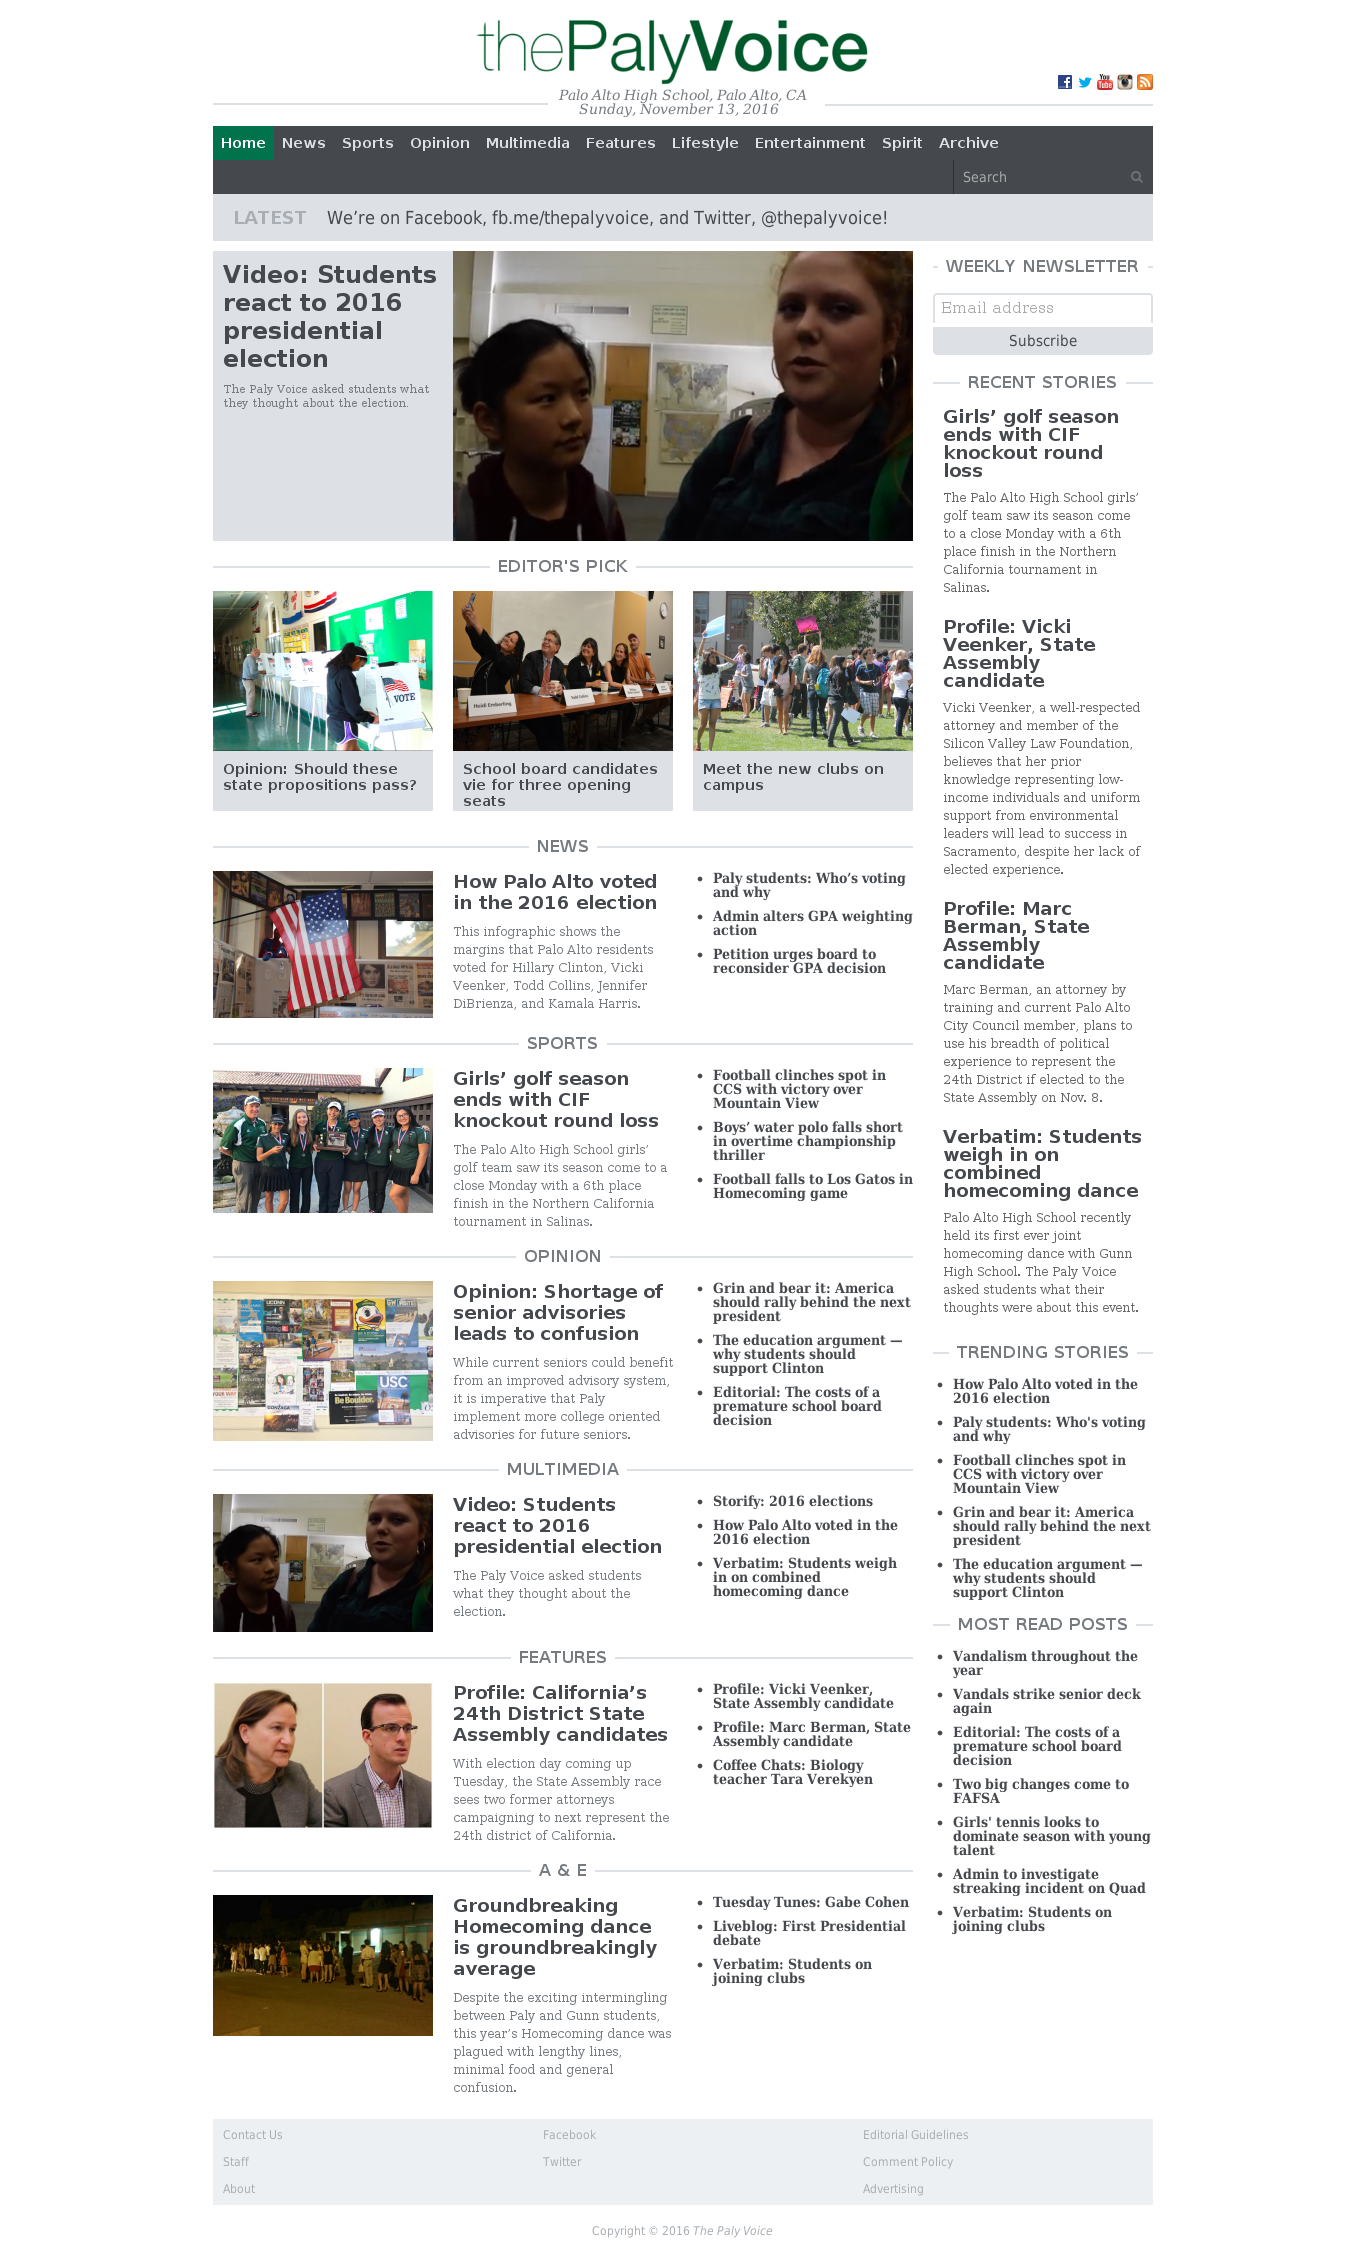 thePalyVoice
Palo Alto High School, Palo Alto, CA
Sunday, November 13, 2016
Home News Sports Opinion Multimedia Features Lifestyle Entertainment Spirit Archive
Search
LATEST We’re on Facebook, fb.me/thepalyvoice, and Twitter, @thepalyvoice!
Video: Students
react to 2016
presidential
election
The Paly Voice asked students what
they thought about the election.
EDITOR'S PICK
VOTE
Heidi Emberling
Opinion: Should these
state propositions pass?
School board candidates
vie for three opening
seats
Meet the new clubs on
campus
NEWS
How Palo Alto voted
in the 2016 election
This infographic shows the
margins that Palo Alto residents
voted for Hillary Clinton, Vicki
Veenker, Todd Collins, Jennifer
DiBrienza, and Kamala Harris.
• Paly students: Who’s voting
and why
• Admin alters GPA weighting
action
• Petition urges board to
reconsider GPA decision
SPORTS
Girls’ golf season
ends with CIF
knockout round loss
The Palo Alto High School girls’
golf team saw its season come to a
close Monday with a 6th place
finish in the Northern California
tournament in Salinas.
• Football clinches spot in
CCS with victory over
Mountain View
• Boys’ water polo falls short
in overtime championship
thriller
• Football falls to Los Gatos in
Homecoming game
OPINION
UCONN
USC
Be Boulder.
GONZAGA
Opinion: Shortage of
senior advisories
leads to confusion
While current seniors could benefit
from an improved advisory system,
it is imperative that Paly
implement more college oriented
advisories for future seniors.
• Grin and bear it: America
should rally behind the next
president
• The education argument —
why students should
support Clinton
• Editorial: The costs of a
premature school board
decision
MULTIMEDIA
Video: Students
react to 2016
presidential election
The Paly Voice asked students
what they thought about the
election.
• Storify: 2016 elections
• How Palo Alto voted in the
2016 election
• Verbatim: Students weigh
in on combined
homecoming dance
FEATURES
Profile: California’s
24th District State
Assembly candidates
With election day coming up
Tuesday, the State Assembly race
sees two former attorneys
campaigning to next represent the
24th district of California.
• Profile: Vicki Veenker,
State Assembly candidate
• Profile: Marc Berman, State
Assembly candidate
• Coffee Chats: Biology
teacher Tara Verekyen
A & E
Groundbreaking
Homecoming dance
is groundbreakingly
average
Despite the exciting intermingling
between Paly and Gunn students,
this year’s Homecoming dance was
plagued with lengthy lines,
minimal food and general
confusion.
• Tuesday Tunes: Gabe Cohen
• Liveblog: First Presidential
debate
• Verbatim: Students on
joining clubs
WEEKLY NEWSLETTER
Email address
Subscribe
RECENT STORIES
Girls’ golf season
ends with CIF
knockout round
loss
The Palo Alto High School girls’
golf team saw its season come
to a close Monday with a 6th
place finish in the Northern
California tournament in
Salinas.
Profile: Vicki
Veenker, State
Assembly
candidate
Vicki Veenker, a well-respected
attorney and member of the
Silicon Valley Law Foundation,
believes that her prior
knowledge representing low-
income individuals and uniform
support from environmental
leaders will lead to success in
Sacramento, despite her lack of
elected experience.
Profile: Marc
Berman, State
Assembly
candidate
Marc Berman, an attorney by
training and current Palo Alto
City Council member, plans to
use his breadth of political
experience to represent the
24th District if elected to the
State Assembly on Nov. 8.
Verbatim: Students
weigh in on
combined
homecoming dance
Palo Alto High School recently
held its first ever joint
homecoming dance with Gunn
High School. The Paly Voice
asked students what their
thoughts were about this event.
TRENDING STORIES
• How Palo Alto voted in the
2016 election
• Paly students: Who's voting
and why
• Football clinches spot in
CCS with victory over
Mountain View
• Grin and bear it: America
should rally behind the next
president
• The education argument —
why students should
support Clinton
MOST READ POSTS
• Vandalism throughout the
year
• Vandals strike senior deck
again
• Editorial: The costs of a
premature school board
decision
• Two big changes come to
FAFSA
• Girls' tennis looks to
dominate season with young
talent
• Admin to investigate
streaking incident on Quad
• Verbatim: Students on
joining clubs
Contact Us Facebook Editorial Guidelines
Staff Twitter Comment Policy
About Advertising
Copyright © 2016 The Paly Voice